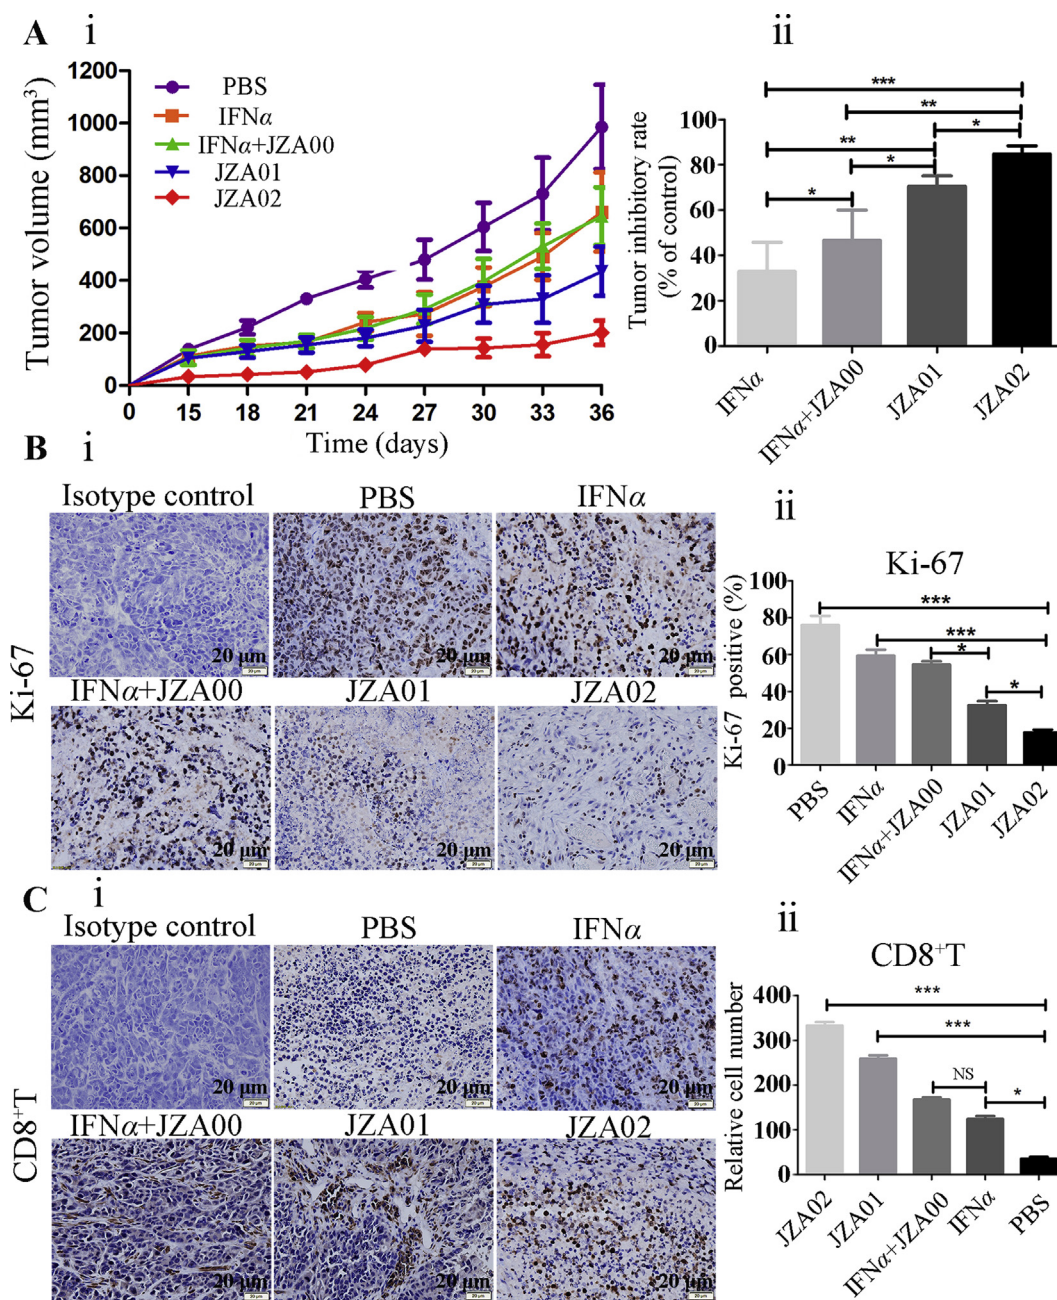 A i
ii
Tumor volume (mm³)
1200
1000
800
600
400
200
0
PBS
IFNα
IFNα+JZA00
JZA01
JZA02
0 15 18 21 24 27 30 33 36
Time (days)
Tumor inhibitory rate
(% of control)
100
80
60
40
20
0
***
**
*
**
*
*
IFNα IFNα+JZA00 JZA01 JZA02
B i
ii
Ki-67
Isotype control PBS IFNα
20 μm 20 μm 20 μm
IFNα+JZA00 JZA01 JZA02
20 μm 20 μm 20 μm
Ki-67
Ki-67 positive (%)
80
60
40
20
0
***
***
*
*
PBS IFNα IFNα+JZA00 JZA01 JZA02
C i
ii
CD8⁺T
Isotype control PBS IFNα
20 μm 20 μm 20 μm
IFNα+JZA00 JZA01 JZA02
20 μm 20 μm 20 μm
CD8⁺T
Relative cell number
400
300
200
100
0
***
***
NS
*
JZA02 JZA01 IFNα+JZA00 IFNα PBS